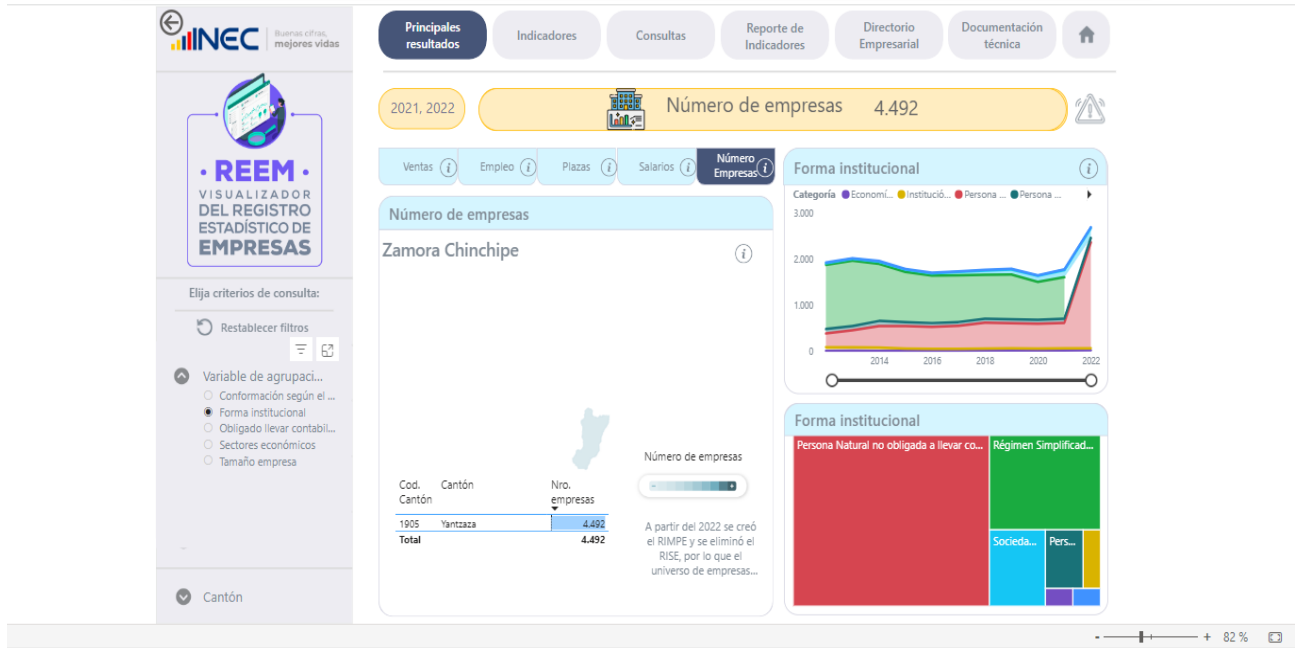 INEC
Buenas cifras,
mejores vidas
Principales
resultados
Indicadores
Consultas
Reporte de
Indicadores
Directorio
Empresarial
Documentación
técnica
2021, 2022
Número de empresas 4.492
· REEM ·
VISUALIZADOR
DEL REGISTRO
ESTADÍSTICO DE
EMPRESAS
Elija criterios de consulta:
Restablecer filtros
Variable de agrupaci...
Conformación según el ...
Forma institucional
Obligado llevar contabil...
Sectores económicos
Tamaño empresa
Cantón
Ventas
Empleo
Plazas
Salarios
Número
Empresas
Número de empresas
Zamora Chinchipe
Cod. Cantón Nro.
Cantón empresas
1905 Yantzaza 4.492
Total 4.492
Número de empresas
A partir del 2022 se creó
el RIMPE y se eliminó el
RISE, por lo que el
universo de empresas...
Forma institucional
Categoría Economí... Institució... Persona ... Persona ...
3.000
2.000
1.000
0
2014 2016 2018 2020 2022
Forma institucional
Persona Natural no obligada a llevar co...
Régimen Simplificad...
Socieda...
Pers...
- + 82 %